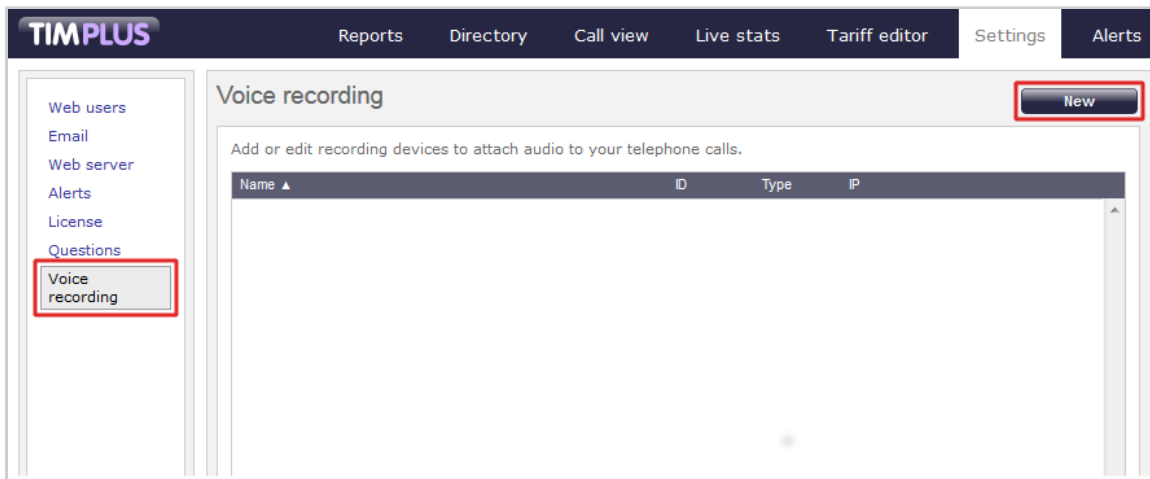 TIMPLUS Reports Directory Call view Live stats Tariff editor Settings Alerts
Web users
Email
Web server
Alerts
License
Questions
Voice
recording
Voice recording
New
Add or edit recording devices to attach audio to your telephone calls.
Name ▲ ID Type IP